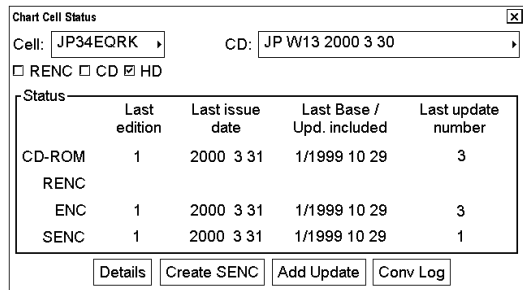 Chart Cell Status
Cell: JP34EQRK CD: JP W13 2000 3 30
RENC CD HD
Status
Last edition Last issue date Last Base / Upd. included Last update number
CD-ROM 1 2000 3 31 1/1999 10 29 3
RENC
ENC 1 2000 3 31 1/1999 10 29 3
SENC 1 2000 3 31 1/1999 10 29 1
Details Create SENC Add Update Conv Log